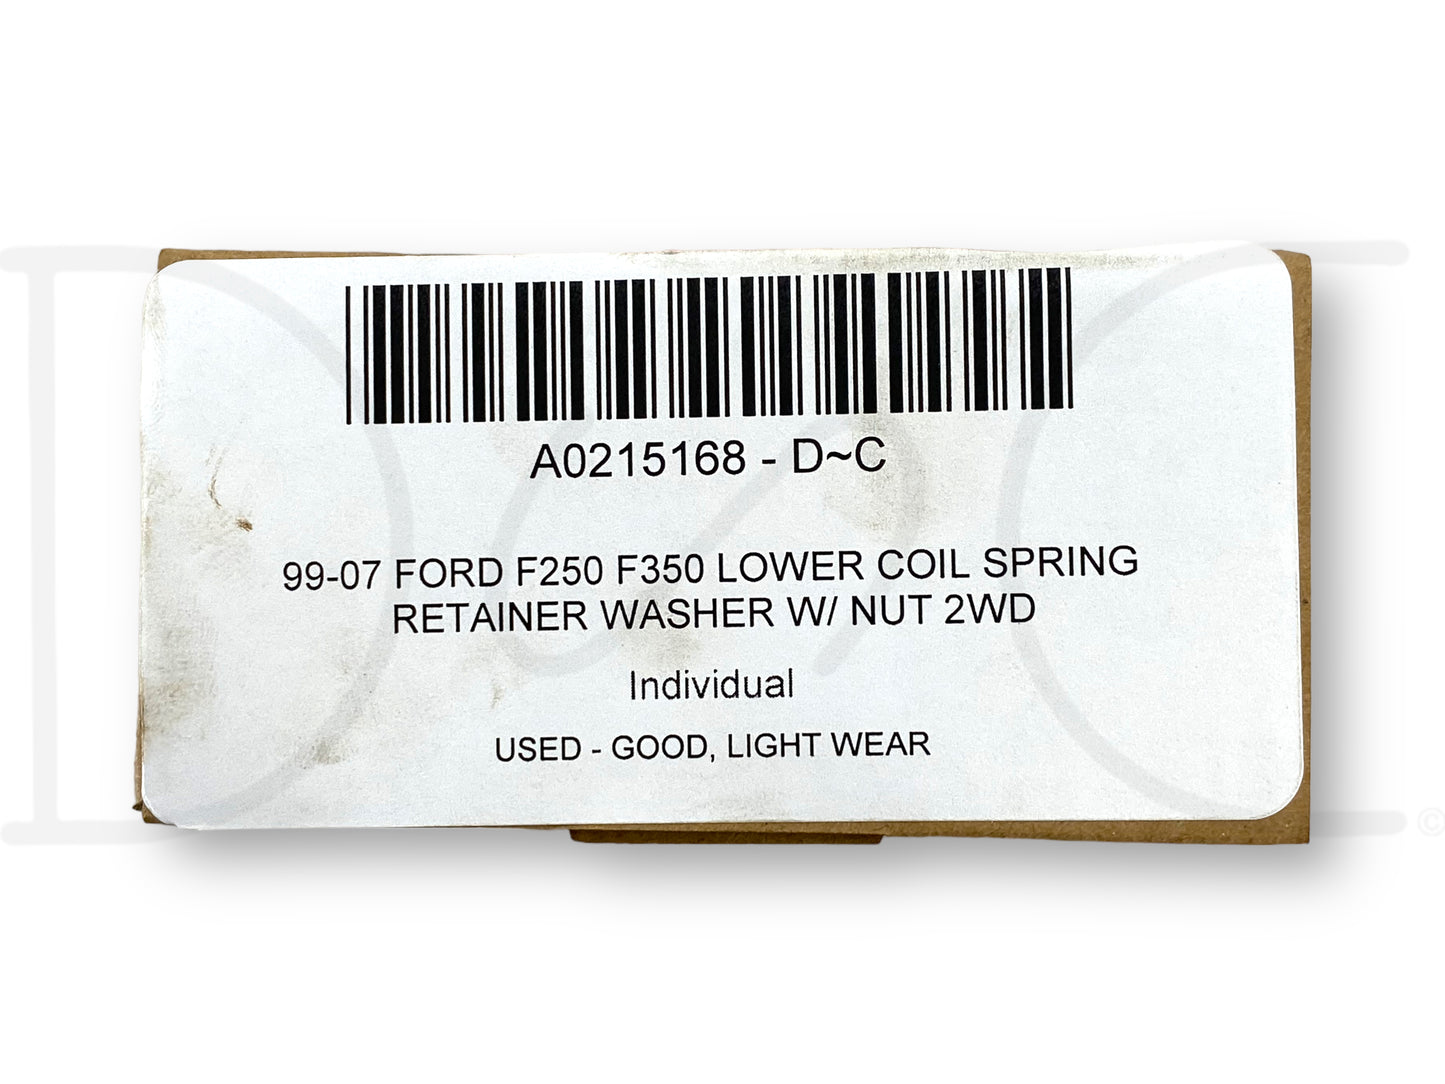 A0215168 - D~C
99-07 FORD F250 F350 LOWER COIL SPRING
RETAINER WASHER W/ NUT 2WD
Individual
USED - GOOD, LIGHT WEAR